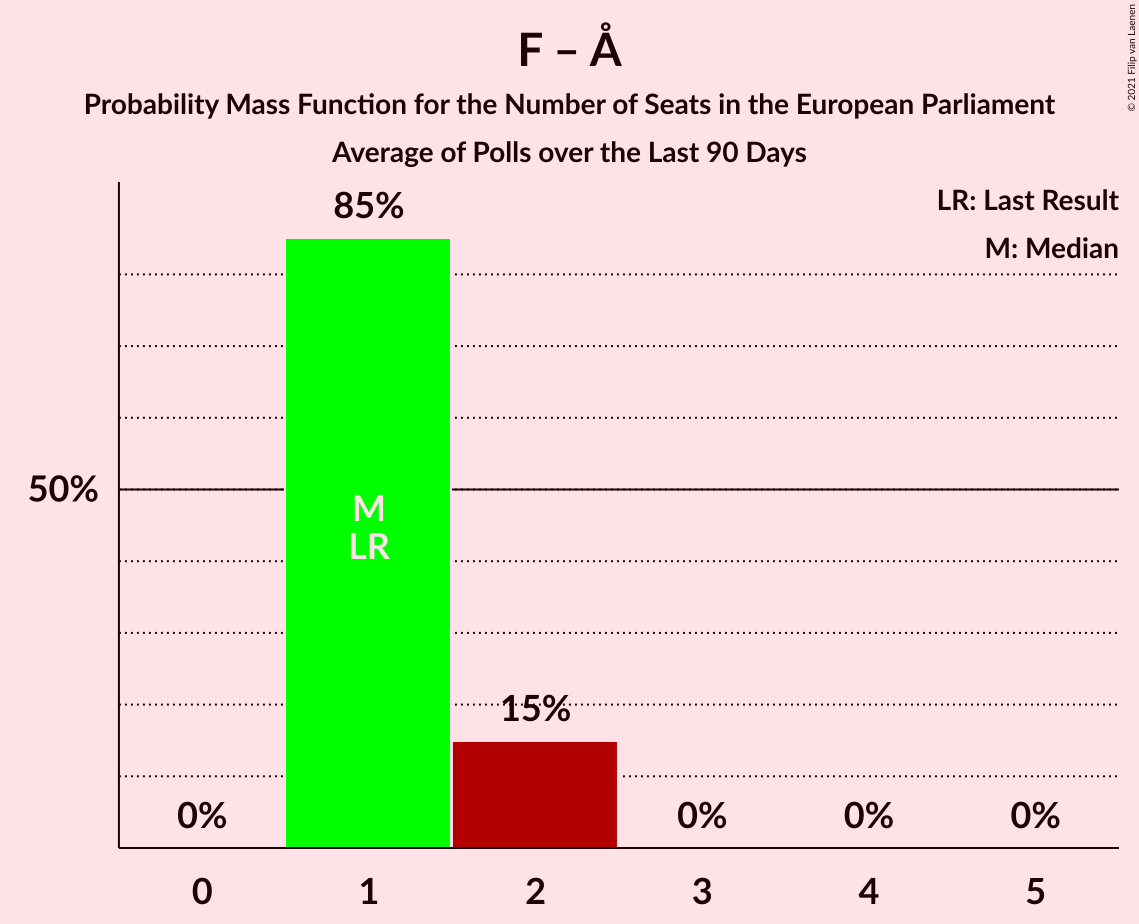 F – Å
Probability Mass Function for the Number of Seats in the European Parliament
Average of Polls over the Last 90 Days
© 2021 Filip van Laenen
LR: Last Result
M: Median
85%
50%
M
LR
15%
0%
0%
0%
0%
0
1
2
3
4
5